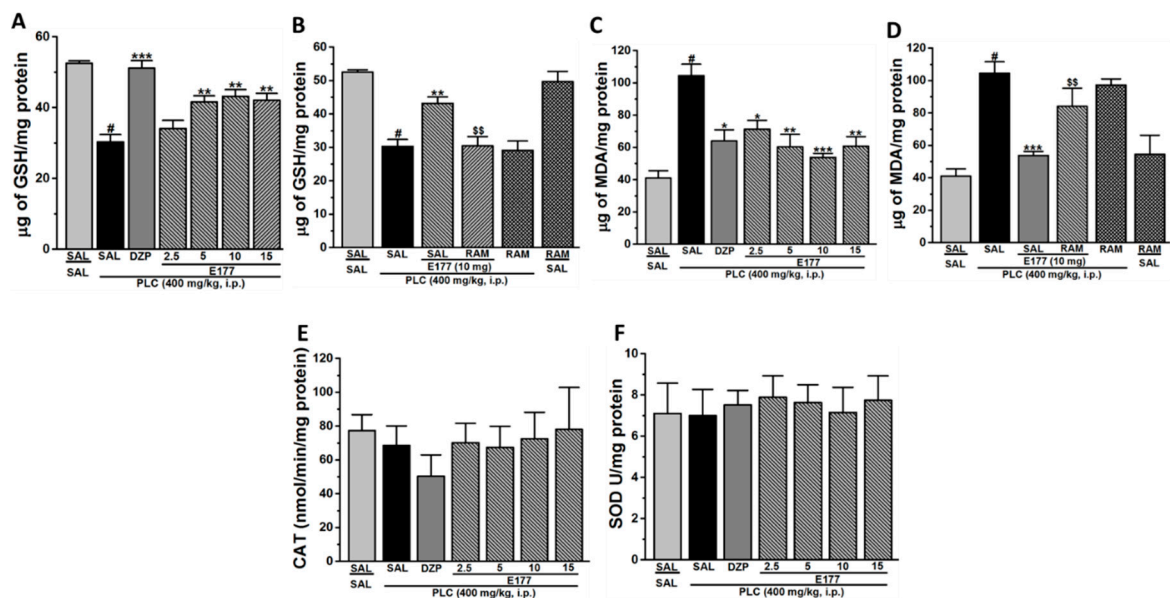 A
µg of GSH/mg protein
60
40
20
0
#
***
**
**
**
SAL SAL DZP 2.5 5 10 15
SAL E177
PLC (400 mg/kg, i.p.)
B
µg of GSH/mg protein
60
50
40
30
20
10
0
#
**
$$
SAL SAL SAL RAM RAM RAM
SAL E177 (10 mg) SAL
PLC (400 mg/kg, i.p.)
C
µg of MDA/mg protein
120
100
80
60
40
20
0
#
*
*
**
***
**
SAL SAL DZP 2.5 5 10 15
SAL E177
PLC (400 mg/kg, i.p.)
D
µg of MDA/mg protein
120
100
80
60
40
20
0
#
***
$$
SAL SAL SAL RAM RAM RAM
SAL E177 (10 mg) SAL
PLC (400 mg/kg, i.p.)
E
CAT (nmol/min/mg protein)
120
100
80
60
40
20
0
SAL SAL DZP 2.5 5 10 15
SAL E177
PLC (400 mg/kg, i.p.)
F
SOD U/mg protein
10
8
6
4
2
0
SAL SAL DZP 2.5 5 10 15
SAL E177
PLC (400 mg/kg, i.p.)